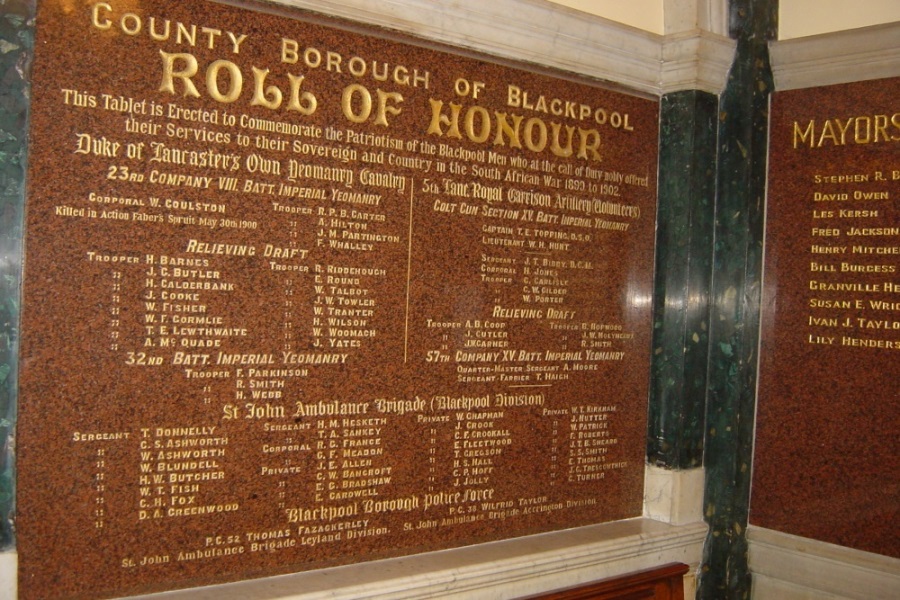 COUNTY BOROUGH OF BLACKPOOL
ROLL OF HONOUR
This Tablet is Erected to Commemorate the Patriotism of the Blackpool Men who at the call of Duty nobly offered
their Services to their Sovereign and Country in the South African War 1899 to 1902.
Duke of Lancaster's Own Yeomanry Cavalry
23RD COMPANY VIII. BATT. IMPERIAL YEOMANRY
CORPORAL W. COULSTON
Killed in Action Faber's Spruit May 30th 1900
TROOPER R. P. B. CARTER
" A. HILTON
" J. M. PARTINGTON
" F. WHALLEY
RELIEVING DRAFT
TROOPER H. BARNES
" J. C. BUTLER
" H. CALDERBANK
" J. COOKE
" W. FISHER
" W. F. GORMLIE
" T. E. LEWTHWAITE
" A. MC QUADE
TROOPER R. RIDDEHOUGH
" E. ROUND
" W. TALBOT
" J. W. TOWLER
" W. TRANTER
" H. WILSON
" W. WOOMACH
" J. YATES
32ND BATT. IMPERIAL YEOMANRY
TROOPER F. PARKINSON
" R. SMITH
" H. WEBB
5th Lanc. Royal Garrison Artillery (Volunteers)
COLT GUN SECTION XV. BATT. IMPERIAL YEOMANRY
CAPTAIN T. E. TOPPING, D.S.O.
LIEUTENANT W. H. HUNT
SERGEANT J. T. BIBBY, D.C.M.
CORPORAL H. JONES
TROOPER C. CARLISLE
" C. W. GILDER
" W. PORTER
RELIEVING DRAFT
TROOPER A. B. COOP
" J. CUTLER
" J. W. GARNER
TROOPER D. HOPWOOD
" J. W.
" R. SMITH
57TH COMPANY XV. BATT. IMPERIAL YEOMANRY
QUARTER-MASTER SERGEANT A. MOORE
SERGEANT-FARRIER T. HAIGH
St John Ambulance Brigade (Blackpool Division)
SERGEANT T. DONNELLY
" C. S. ASHWORTH
" W. ASHWORTH
" W. BLUNDELL
" H. W. BUTCHER
" W. T. FISH
" C. H. FOX
" D. A. GREENWOOD
SERGEANT H. M. HESKETH
" T. A. SANKEY
CORPORAL R. G. FRANCE
" G. F. MEADON
PRIVATE J. E. ALLEN
" C. W. BANCROFT
" E. G. BRADSHAW
" E. CARDWELL
PRIVATE W. CHAPMAN
" J. CROOK
" C. F. CROOKALL
" E. FLEETWOOD
" T. GREGSON
" H. S. HALL
" C. P. HOFF
" J. JOLLY
PRIVATE W. E. KIRKHAM
" J. HUTTER
" W. PATRICK
" E. ROBERTS
" J. T. B. SHEARD
" S. S. SMITH
" E. THOMAS
" J. C.
" C. TURNER
Blackpool Borough Police Force
P.C. 52 THOMAS FAZACKERLEY
St. John Ambulance Brigade Leyland Division.
P.C. 38 WILFRID TAYLOR
St. John Ambulance Brigade Accrington Division
MAYORS
STEPHEN R. B
DAVID OWEN
LES KERSH
FRED JACKSON
HENRY MITCHE
BILL BURGESS
GRANVILLE HE
SUSAN E. WRIG
IVAN J. TAYLO
LILY HENDERS